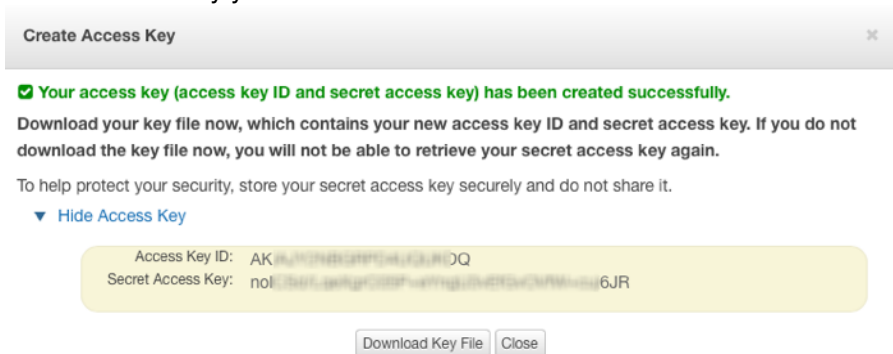 Create Access Key
Your access key (access key ID and secret access key) has been created successfully.
Download your key file now, which contains your new access key ID and secret access key. If you do not
download the key file now, you will not be able to retrieve your secret access key again.
To help protect your security, store your secret access key securely and do not share it.
Hide Access Key
Access Key ID: AK
Secret Access Key: 6JR
Download Key File Close